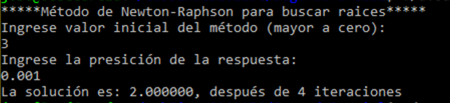 *****Método de Newton-Raphson para buscar raices*****
Ingrese valor inicial del método (mayor a cero):
3
Ingrese la presición de la respuesta:
0.001
La solución es: 2.000000, después de 4 iteraciones